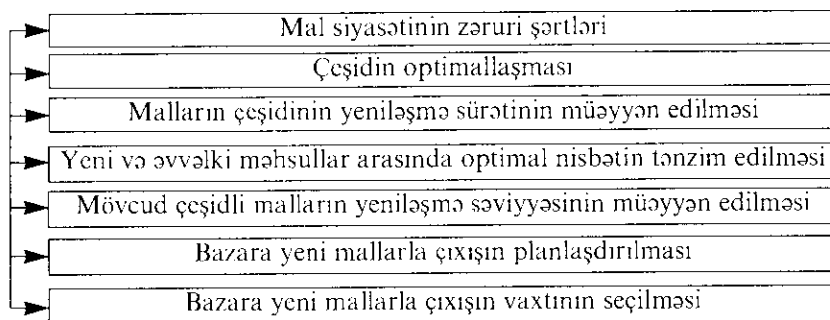 Mal siyasətinin zəruri şərtləri
Çeşidin optimallaşması
Malların çeşidinin yeniləşmə sürətinin müəyyən edilməsi
Yeni və əvvəlki məhsullar arasında optimal nisbətin tənzim edilməsi
Mövcud çeşidli malların yeniləşmə səviyyəsinin müəyyən edilməsi
Bazara yeni mallarla çıxışın planlaşdırılması
Bazara yeni mallarla çıxışın vaxtının seçilməsi